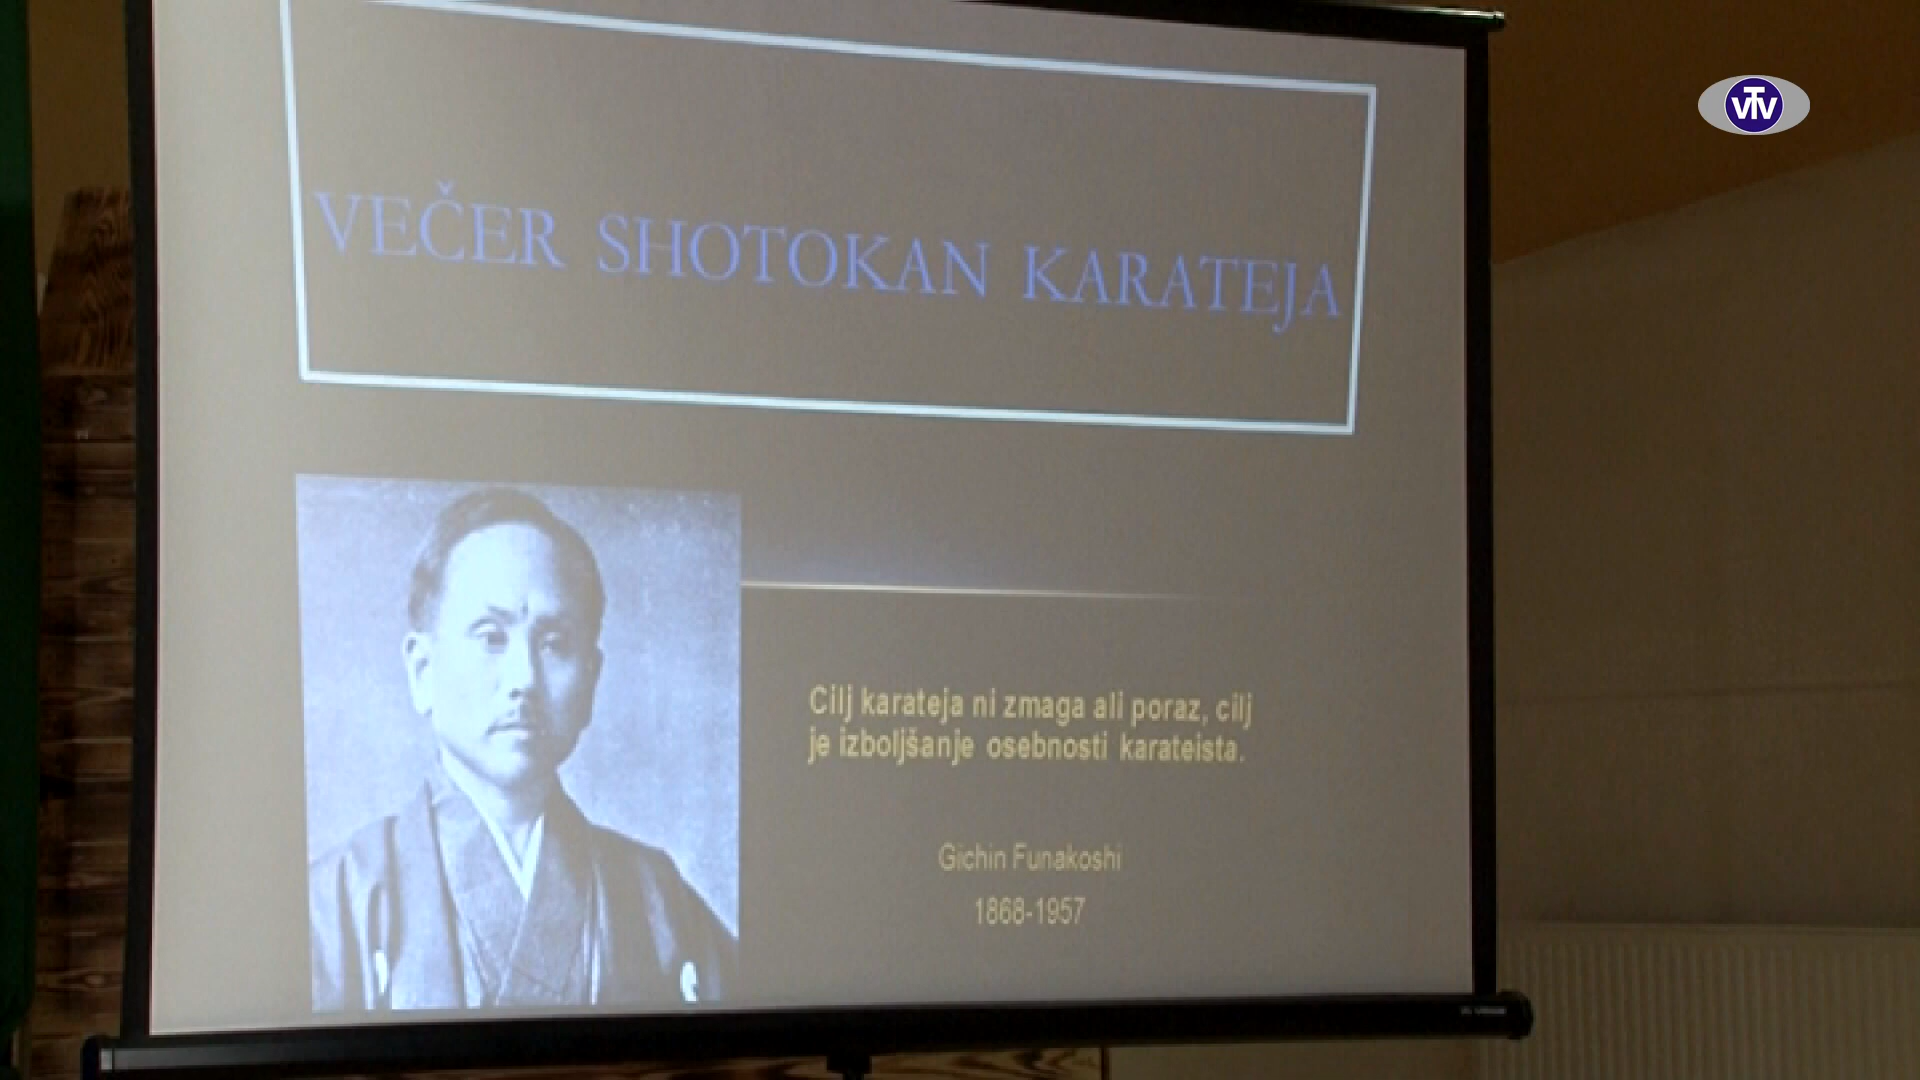 VTV
VEČER SHOTOKAN KARATEJA
Cilj karateja ni zmaga ali poraz, cilj
je izboljšanje osebnosti karateista.
Gichin Funakoshi
1868-1957